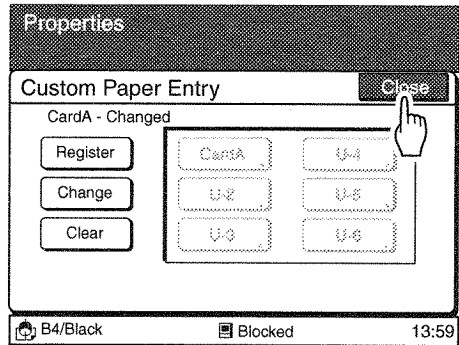 Properties
Custom Paper Entry
Close
CardA - Changed
Register
CardA
U-4
Change
U-2
U-5
Clear
U-3
U-6
B4/Black
Blocked
13:59